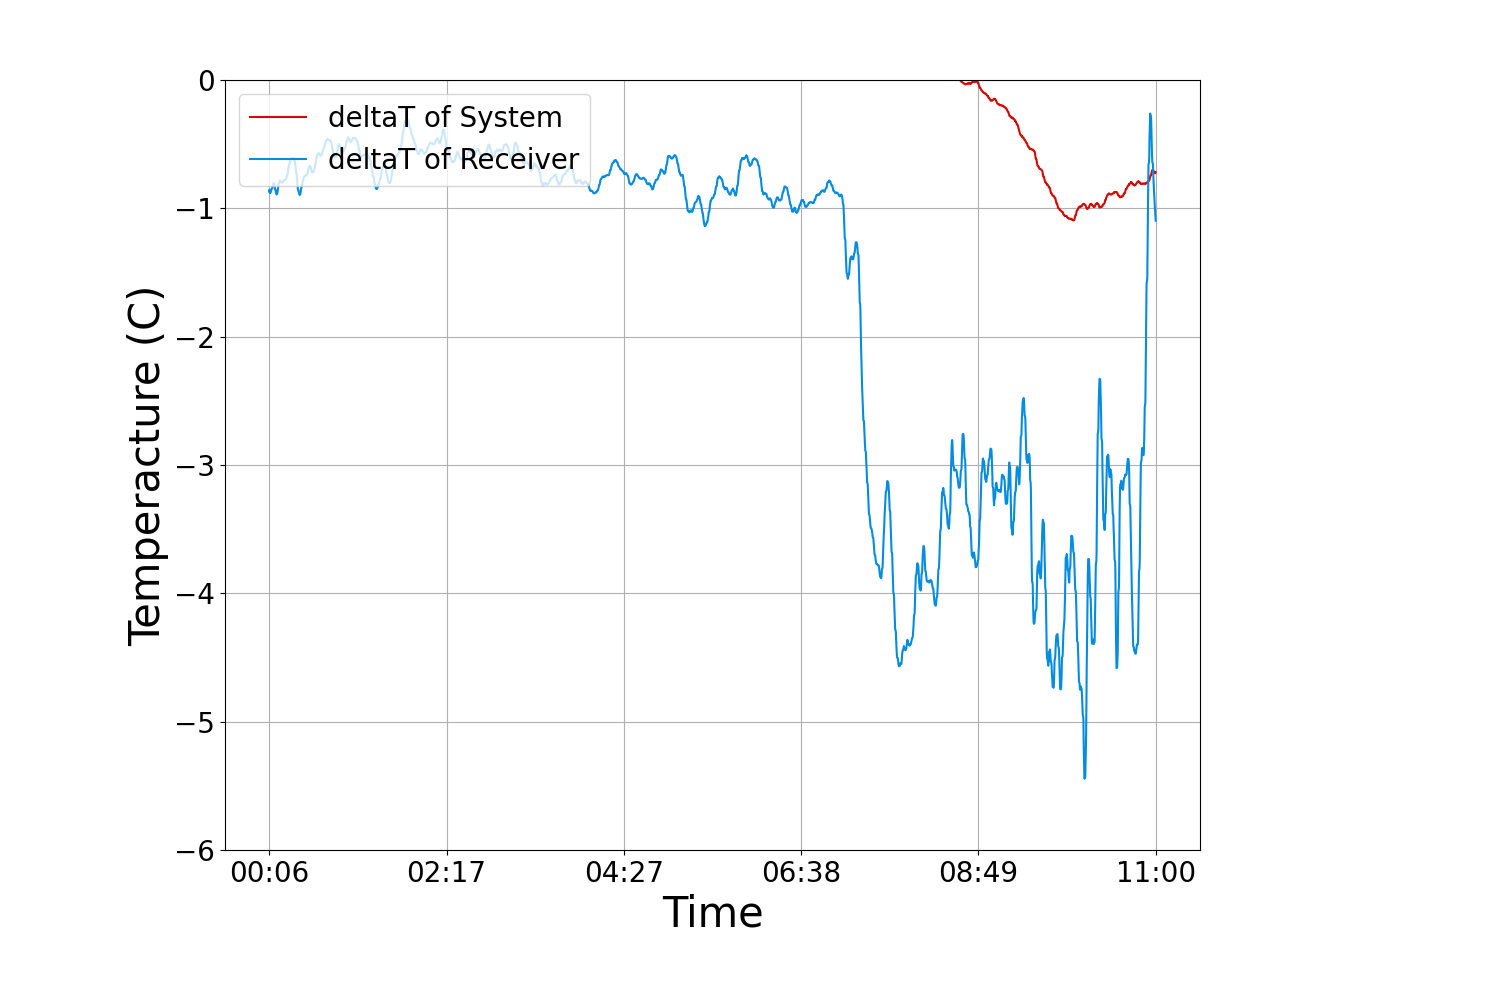 deltaT of System
deltaT of Receiver
0
−1
−2
−3
−4
−5
−6
Temperacture (C)
00:06 02:17 04:27 06:38 08:49 11:00
Time